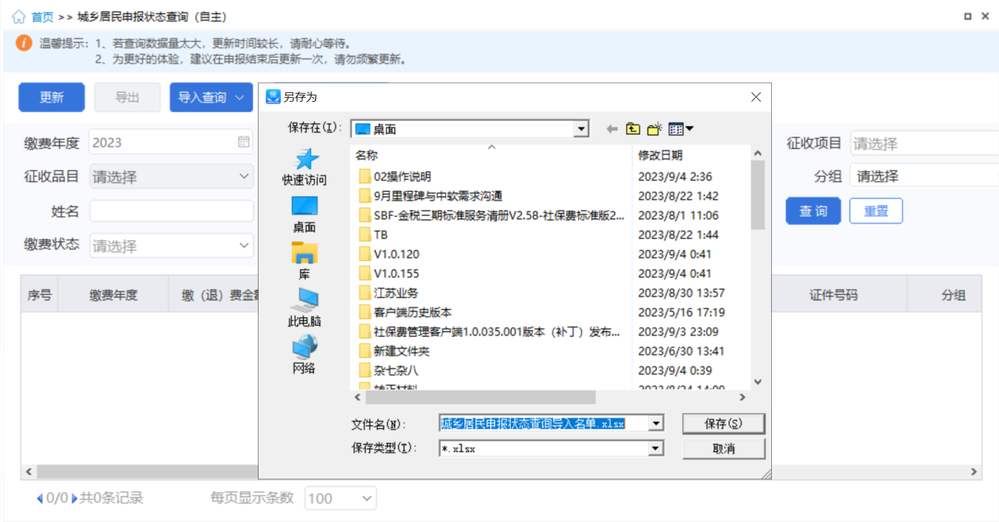 首页 >> 城乡居民申报状态查询（自主）
温馨提示：1、若查询数据量太大，更新时间较长，请耐心等待。
2、为更好的体验，建议在申报结束后更新一次，请勿频繁更新。
更新
导出
导入查询
缴费年度 2023
征收项目 请选择
征收品目 请选择
分组 请选择
姓名
查询
重置
缴费状态 请选择
序号 缴费年度 缴（退）费金额 证件号码 分组
0/0 共0条记录
每页显示条数 100
另存为
保存在(I)： 桌面
快速访问
桌面
库
此电脑
网络
名称 修改日期
02操作说明 2023/9/4 2:36
9月里程碑与中软需求沟通 2023/8/22 1:42
SBF-金税三期标准服务清册V2.58-社保费标准版2... 2023/8/1 11:06
TB 2023/8/22 1:44
V1.0.120 2023/9/4 0:41
V1.0.155 2023/9/4 0:41
江苏业务 2023/8/30 13:57
客户端历史版本 2023/5/16 17:19
社保费管理客户端1.0.035.001版本（补丁）发布... 2023/9/3 23:09
新建文件夹 2023/6/30 13:41
杂七杂八 2023/9/4 0:39
转正材料
文件名(N)： 城乡居民申报状态查询导入名单.xlsx
保存(S)
保存类型(T)： *.xlsx
取消